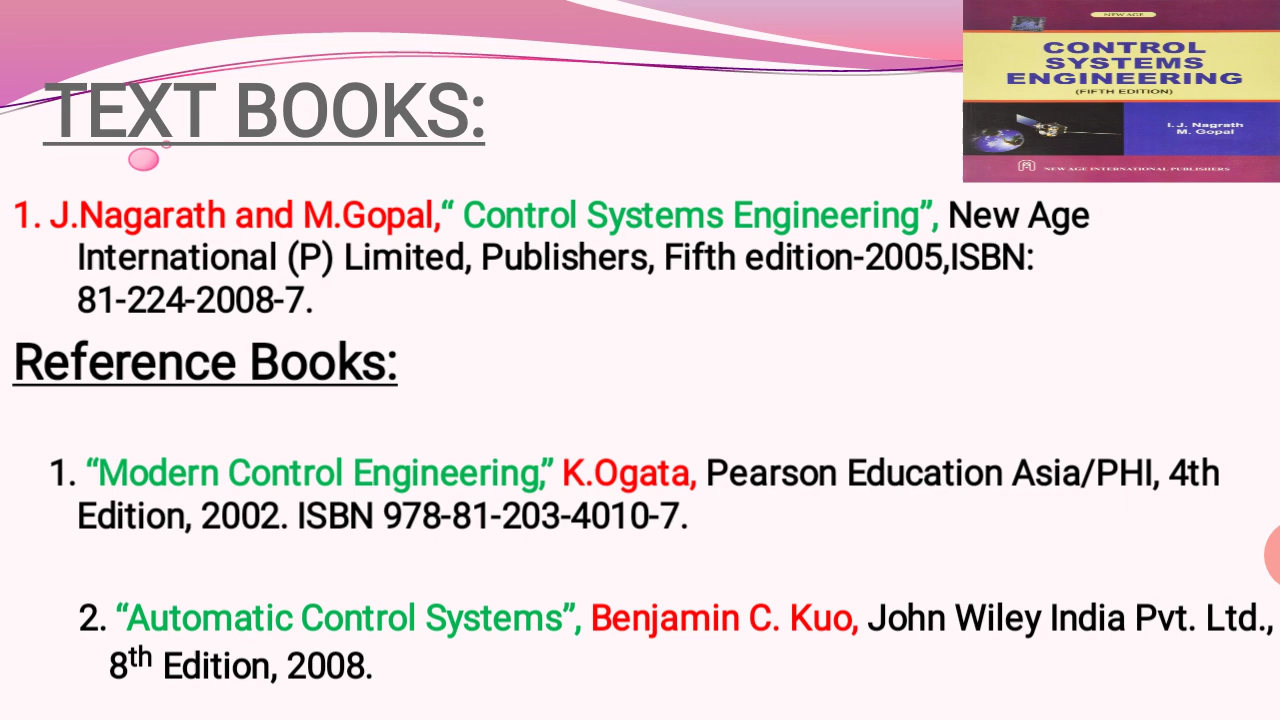 NEW AGE
CONTROL
SYSTEMS
ENGINEERING
(FIFTH EDITION)
I. J. Nagrath
M. Gopal
NEW AGE INTERNATIONAL PUBLISHERS
TEXT BOOKS:
1. J.Nagarath and M.Gopal,“ Control Systems Engineering”, New Age
International (P) Limited, Publishers, Fifth edition-2005,ISBN:
81-224-2008-7.
Reference Books:
1. “Modern Control Engineering,” K.Ogata, Pearson Education Asia/PHI, 4th
Edition, 2002. ISBN 978-81-203-4010-7.
2. “Automatic Control Systems”, Benjamin C. Kuo, John Wiley India Pvt. Ltd.,
8th Edition, 2008.